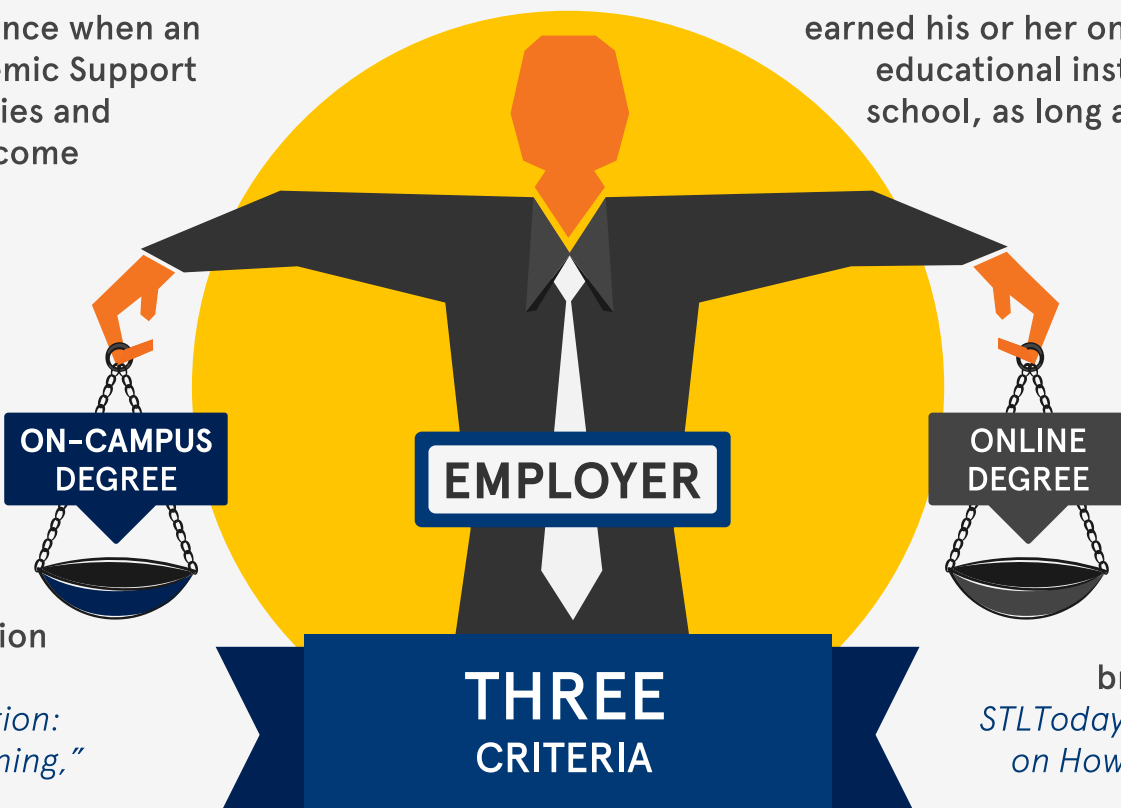 nce when an
emic Support
ies and
come
earned his or her on
educational inst
school, as long a
ON-CAMPUS
DEGREE
EMPLOYER
ONLINE
DEGREE
ion
tion:
ning,"
br
STLToday
on How
THREE
CRITERIA